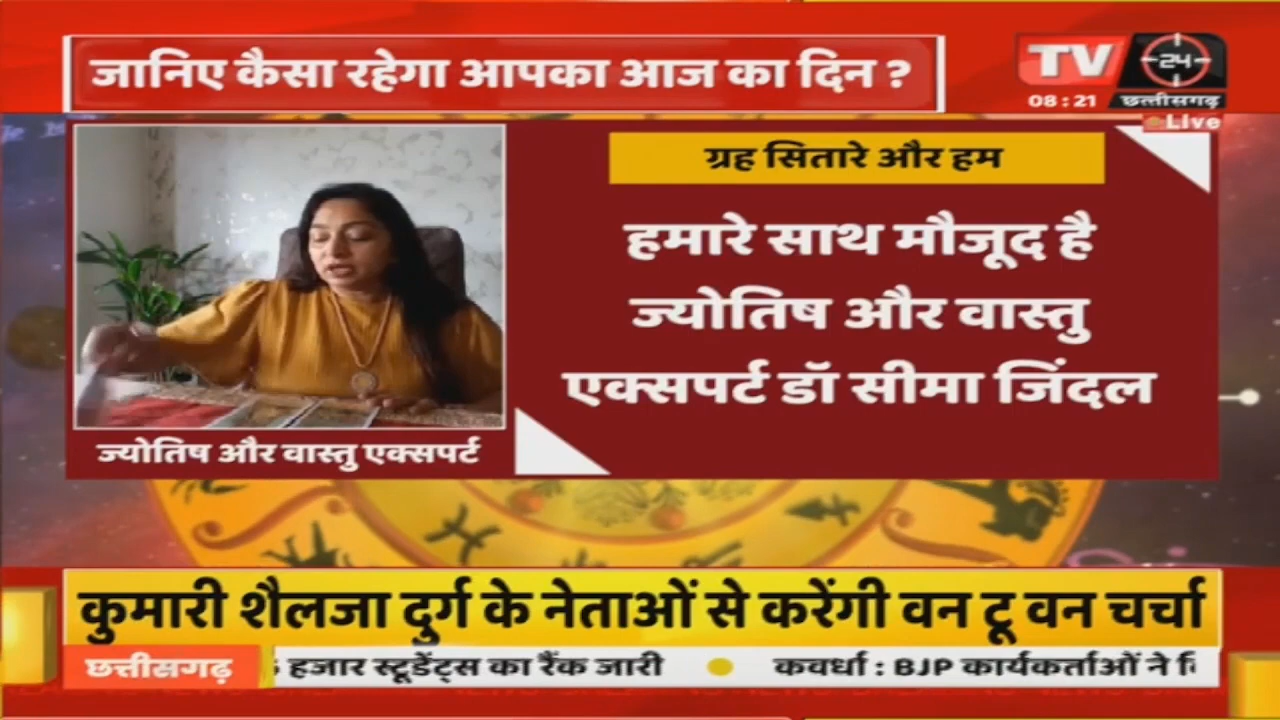 जानिए कैसा रहेगा आपका आज का दिन ?
TV 24
08:21 छत्तीसगढ़
Live
ग्रह सितारे और हम
हमारे साथ मौजूद है
ज्योतिष और वास्तु
एक्सपर्ट डॉ सीमा जिंदल
ज्योतिष और वास्तु एक्सपर्ट
कुमारी शैलजा दुर्ग के नेताओं से करेंगी वन टू वन चर्चा
छत्तीसगढ़ हजार स्टूडेंट्स का रैंक जारी कवर्धा : BJP कार्यकर्ताओं ने